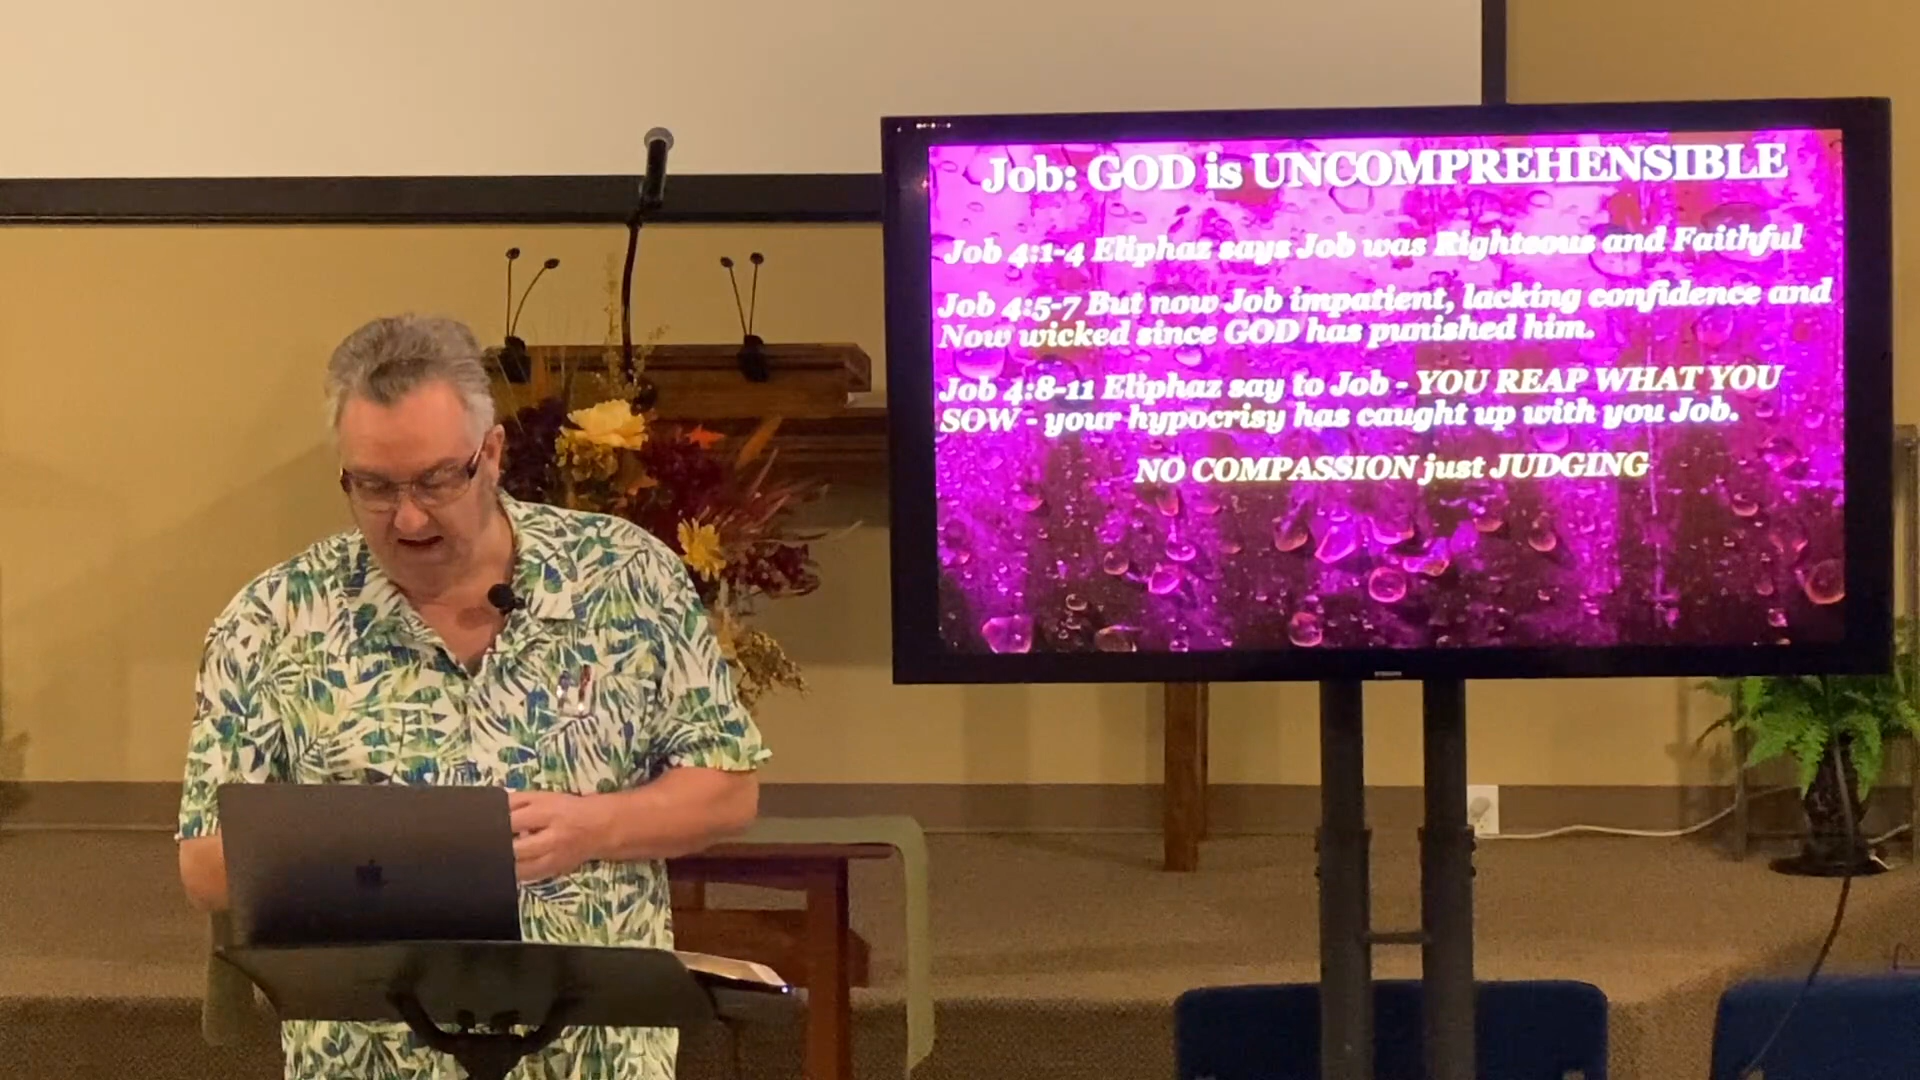 Job: GOD is UNCOMPREHENSIBLE
Job 4:1-4 Eliphaz says Job was Righteous and Faithful
Job 4:5-7 But now Job impatient, lacking confidence and
Now wicked since GOD has punished him.
Job 4:8-11 Eliphaz say to Job - YOU REAP WHAT YOU
SOW - your hypocrisy has caught up with you Job.
NO COMPASSION just JUDGING